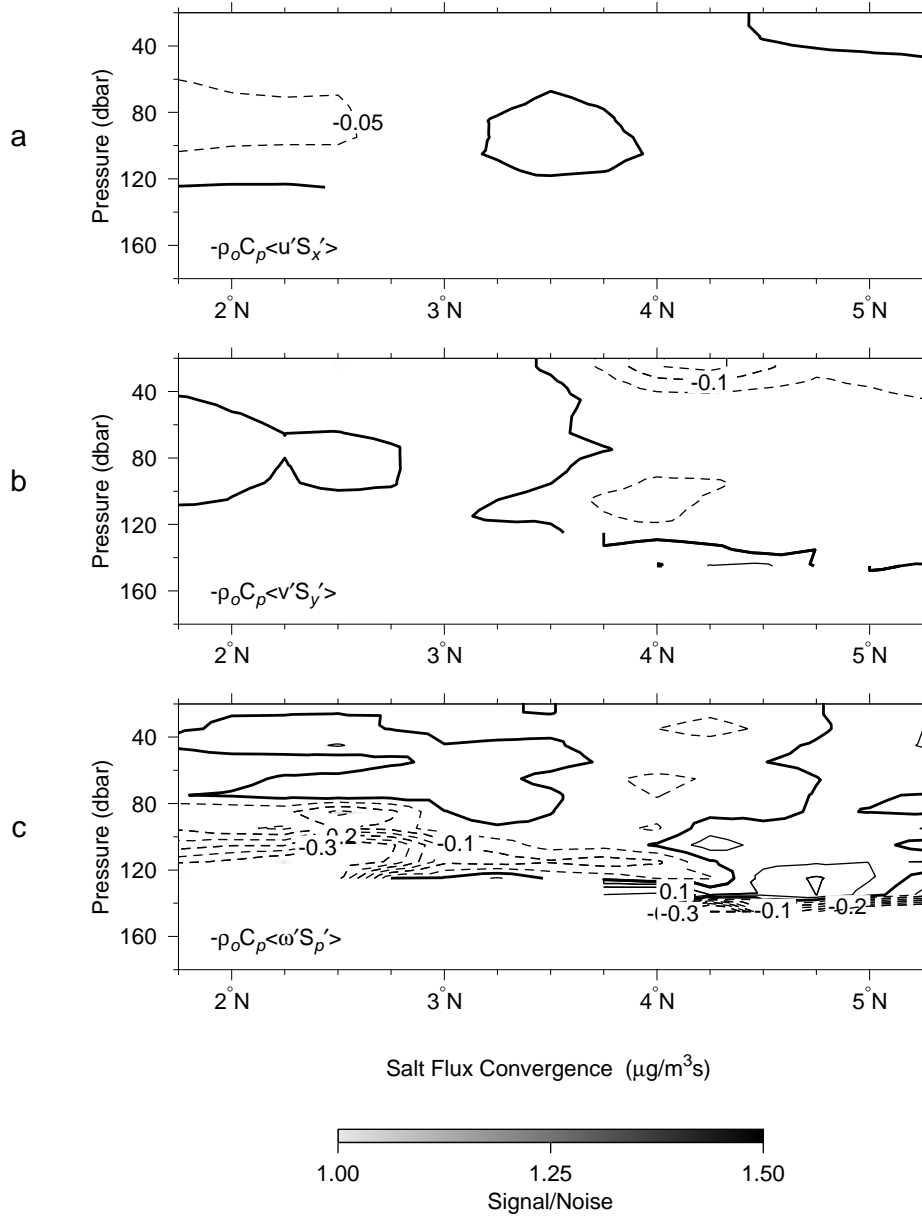 a
Pressure (dbar)
40
80
120
160
-0.05
-ρₒCₚ<u′Sₓ′>
2°N
3°N
4°N
5°N
b
Pressure (dbar)
40
80
120
160
-0.1
-ρₒCₚ<v′S_y′>
2°N
3°N
4°N
5°N
c
Pressure (dbar)
40
80
120
160
-0.3
-0.1
0.1
-0.3
-0.1
-0.2
-ρₒCₚ<ω′Sₚ′>
2°N
3°N
4°N
5°N
Salt Flux Convergence (μg/m³s)
1.00
1.25
1.50
Signal/Noise